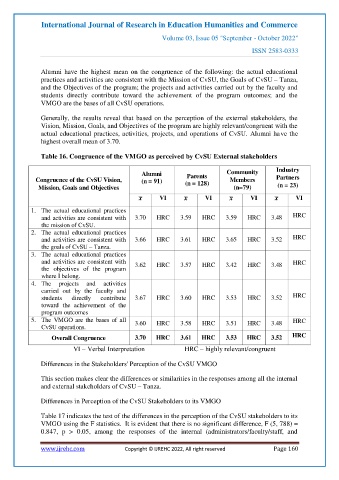 International Journal of Research in Education Humanities and Commerce
Volume 03, Issue 05 "September - October 2022"
ISSN 2583-0333
Alumni have the highest mean on the congruence of the following: the actual educational
practices and activities are consistent with the Mission of CvSU, the Goals of CvSU – Tanza,
and the Objectives of the program; the projects and activities carried out by the faculty and
students directly contribute toward the achievement of the program outcomes; and the
VMGO are the bases of all CvSU operations.
Generally, the results reveal that based on the perception of the external stakeholders, the
Vision, Mission, Goals, and Objectives of the program are highly relevant/congruent with the
actual educational practices, activities, projects, and operations of CvSU. Alumni have the
highest overall mean of 3.70.
Table 16. Congruence of the VMGO as perceived by CvSU External stakeholders
Congruence of the CvSU Vision, Mission, Goals and Objectives | Alumni (n = 91) | Parents (n = 128) | Community Members (n=79) | Industry Partners (n = 23)
x̄ VI x̄ VI x̄ VI x̄ VI
1. The actual educational practices
and activities are consistent with 3.70 HRC 3.59 HRC 3.59 HRC 3.48 HRC
the mission of CvSU.
2. The actual educational practices
and activities are consistent with 3.66 HRC 3.61 HRC 3.65 HRC 3.52 HRC
the goals of CvSU – Tanza.
3. The actual educational practices
and activities are consistent with
the objectives of the program 3.62 HRC 3.57 HRC 3.42 HRC 3.48 HRC
where I belong.
4. The projects and activities
carried out by the faculty and
students directly contribute 3.67 HRC 3.60 HRC 3.53 HRC 3.52 HRC
toward the achievement of the
program outcomes
5. The VMGO are the bases of all 3.60 HRC 3.58 HRC 3.51 HRC 3.48 HRC
CvSU operations.
Overall Congruence 3.70 HRC 3.61 HRC 3.53 HRC 3.52 HRC
VI – Verbal Interpretation HRC – highly relevant/congruent
Differences in the Stakeholders' Perception of the CvSU VMGO
This section makes clear the differences or similarities in the responses among all the internal
and external stakeholders of CvSU – Tanza.
Differences in Perception of the CvSU Stakeholders to its VMGO
Table 17 indicates the test of the differences in the perception of the CvSU stakeholders to its
VMGO using the F statistics. It is evident that there is no significant difference, F (5, 788) =
0.847, p > 0.05, among the responses of the internal (administrators/faculty/staff, and
www.ijrehc.com Copyright © IJREHC 2022, All right reserved Page 160